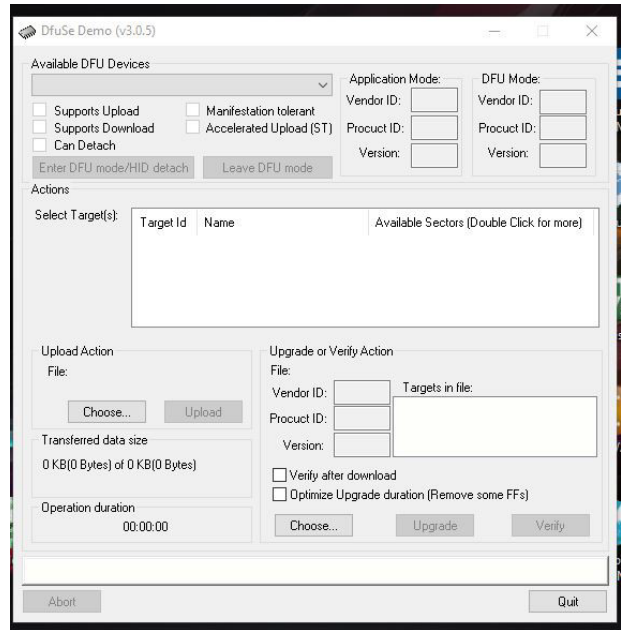 DfuSe Demo (v3.0.5)
Available DFU Devices
Supports Upload
Manifestation tolerant
Supports Download
Accelerated Upload (ST)
Can Detach
Enter DFU mode/HID detach
Leave DFU mode
Application Mode:
Vendor ID:
Procuct ID:
Version:
DFU Mode:
Vendor ID:
Procuct ID:
Version:
Actions
Select Target(s):
Target Id Name Available Sectors (Double Click for more)
Upload Action
File:
Choose...
Upload
Transferred data size
0 KB(0 Bytes) of 0 KB(0 Bytes)
Operation duration
00:00:00
Upgrade or Verify Action
File:
Vendor ID:
Procuct ID:
Version:
Targets in file:
Verify after download
Optimize Upgrade duration (Remove some FFs)
Choose...
Upgrade
Verify
Abort
Quit